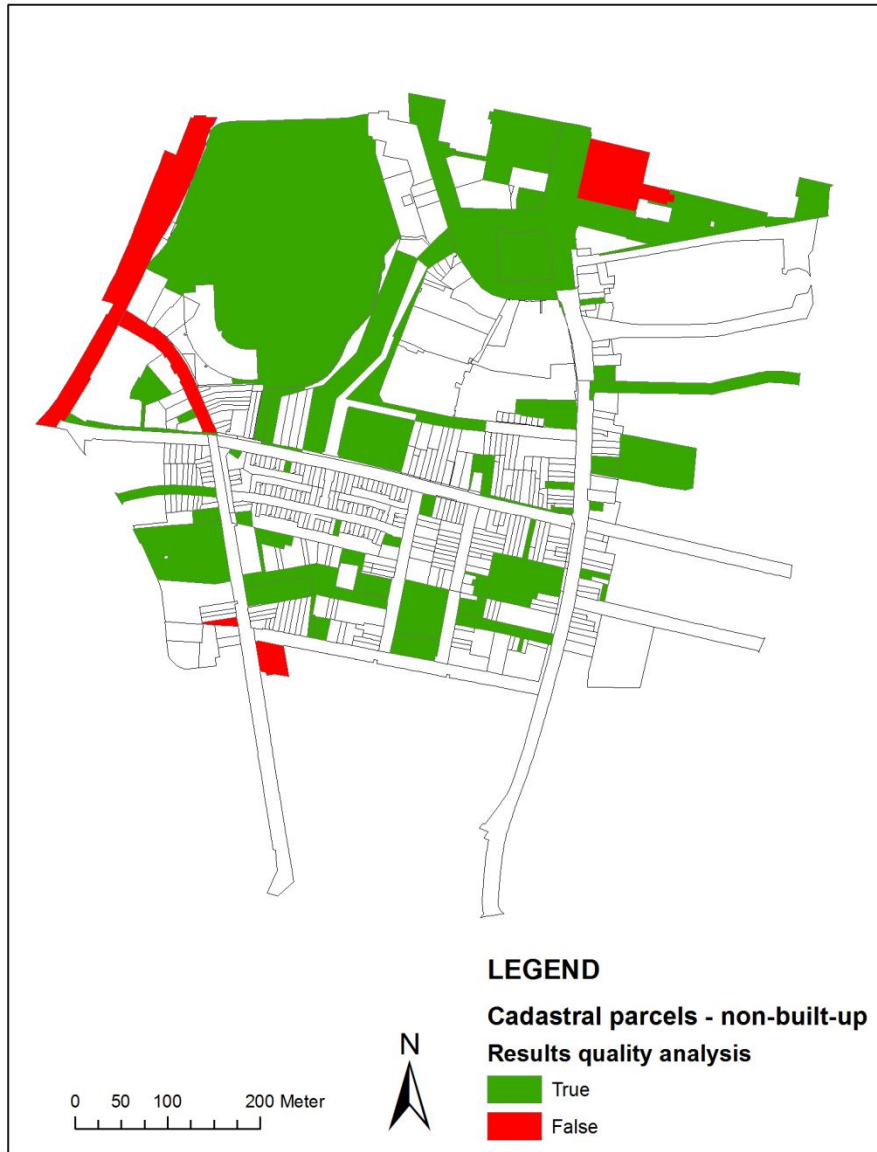 LEGEND
Cadastral parcels - non-built-up
Results quality analysis
True
False
N
0 50 100 200 Meter